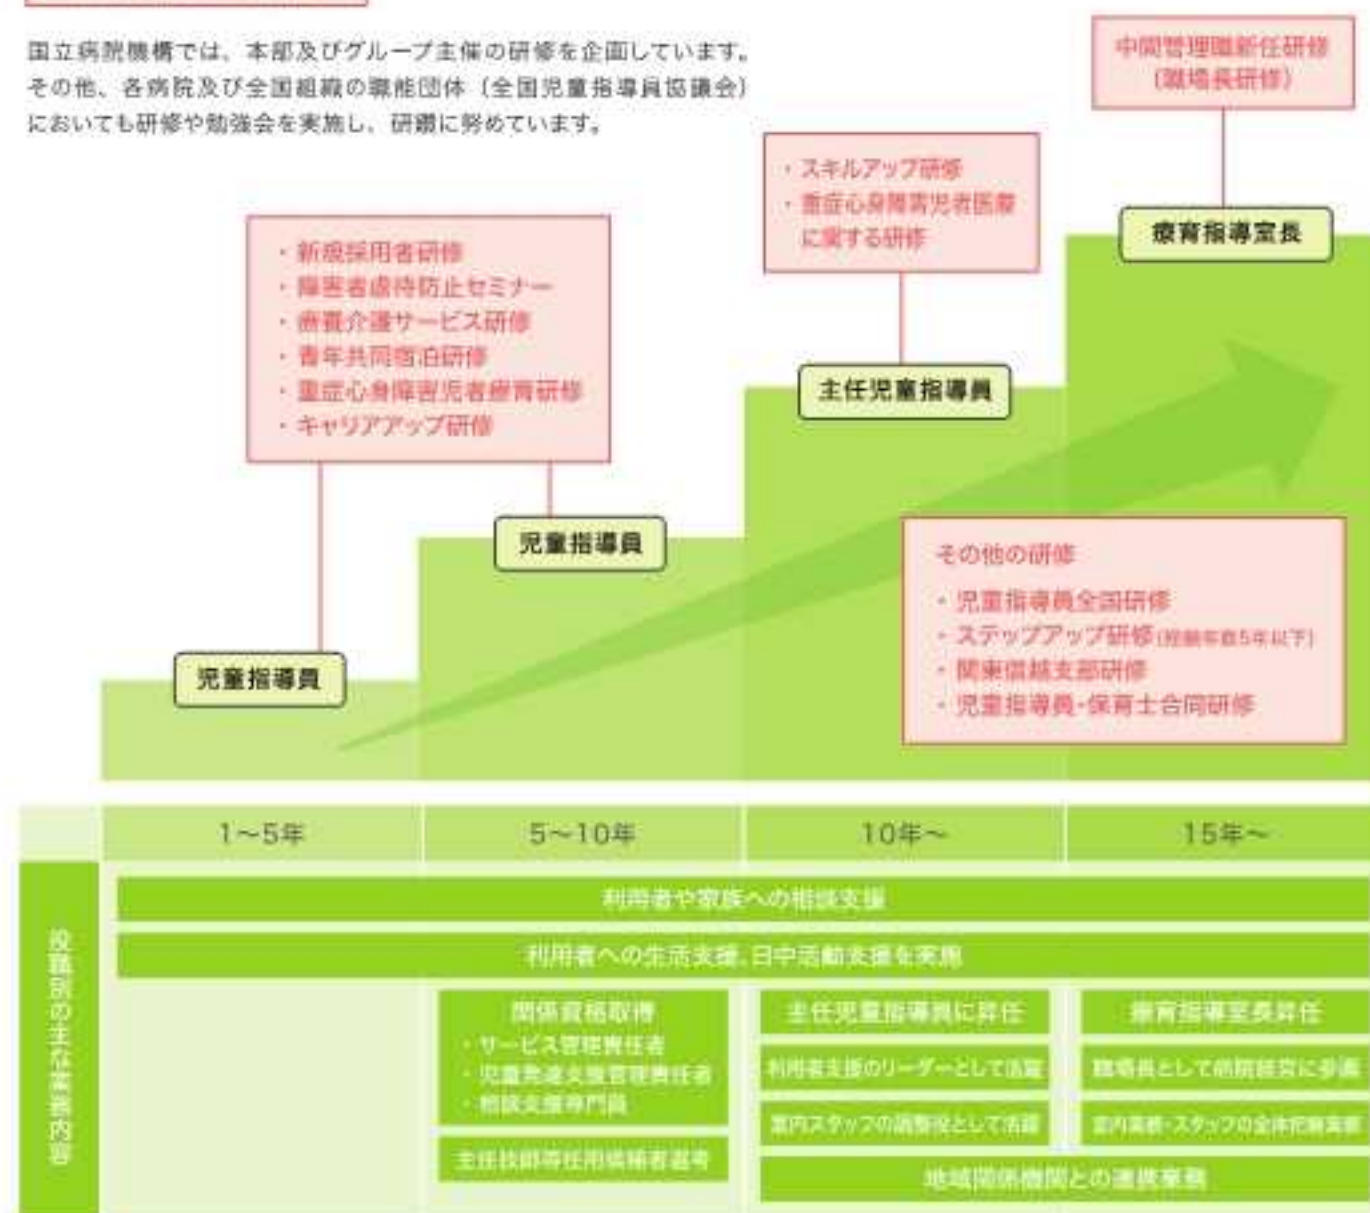 国立病院機構では、本部及びグループ主催の研修を企画しています。
その他、各病院及び全国組織の職能団体（全国児童指導員協議会）
においても研修や勉強会を実施し、研鑽に努めています。
中間管理職新任研修
（職場長研修）
・スキルアップ研修
・重症心身障害児者医療
に関する研修
療育指導室長
・新規採用者研修
・障害者虐待防止セミナー
・療養介護サービス研修
・青年共同宿泊研修
・重症心身障害児者療育研修
・キャリアアップ研修
主任児童指導員
児童指導員
その他の研修
・児童指導員全国研修
・ステップアップ研修(経験年数5年以下)
・関東信越支部研修
・児童指導員・保育士合同研修
児童指導員
1〜5年
5〜10年
10年〜
15年〜
役職別の主な業務内容
利用者や家族への相談支援
利用者への生活支援、日中活動支援を実施
関係資格取得
・サービス管理責任者
・児童発達支援管理責任者
・相談支援専門員
主任技師等任用候補者選考
主任児童指導員に昇任
利用者支援のリーダーとして活躍
室内スタッフの調整役として活躍
療育指導室長昇任
職場長として病院経営に参画
室内業務・スタッフの全体把握
地域関係機関との連携業務